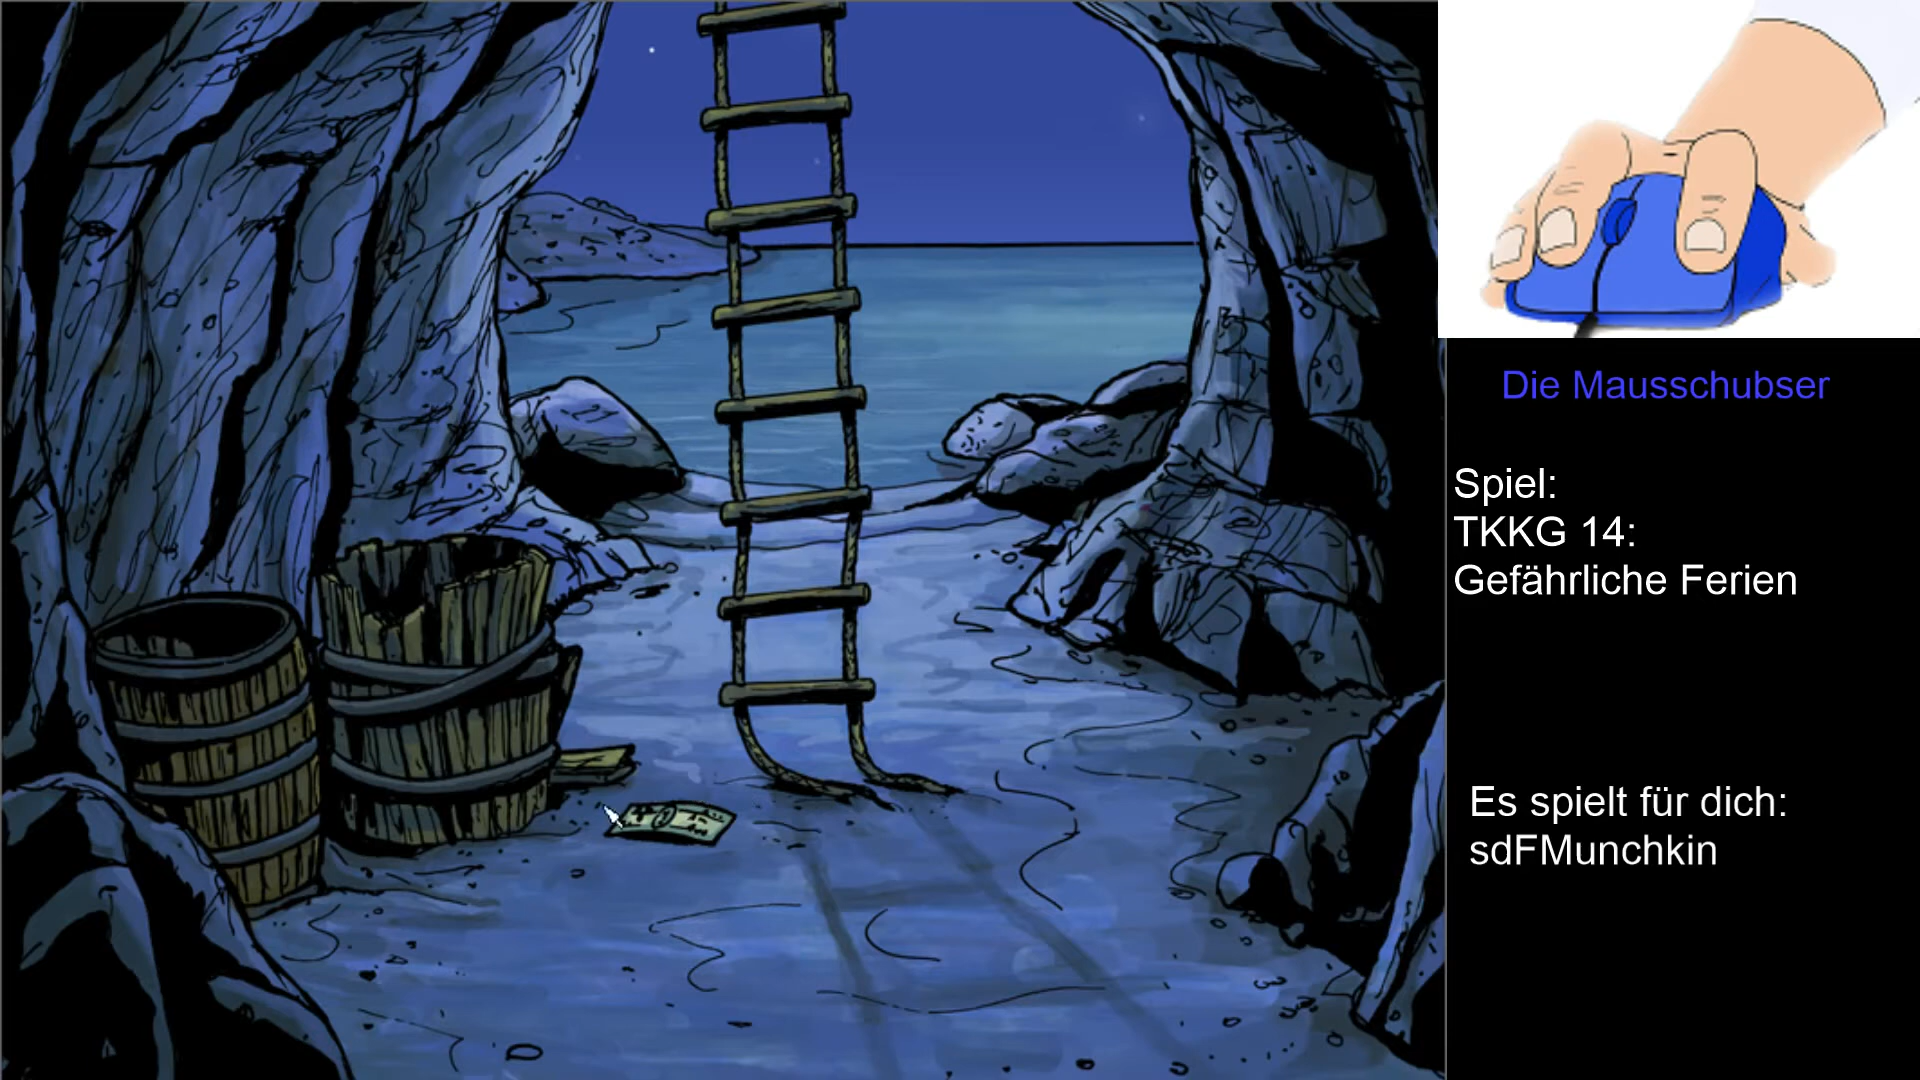 Die Mausschubser
Spiel:
TKKG 14:
Gefährliche Ferien
Es spielt für dich:
sdFMunchkin